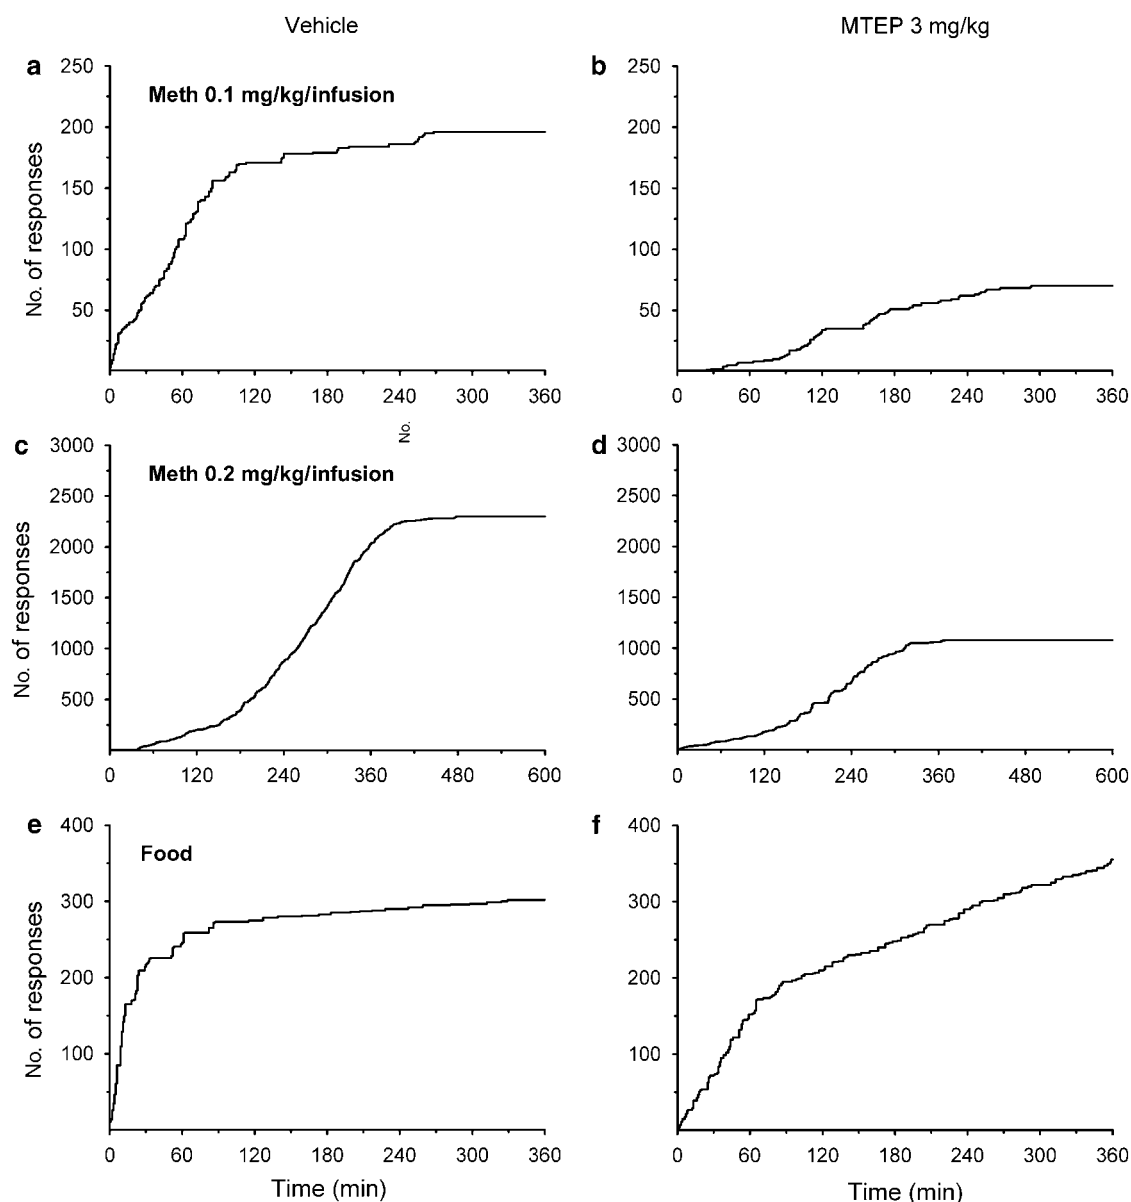 Vehicle
MTEP 3 mg/kg
a
Meth 0.1 mg/kg/infusion
No. of responses
250
200
150
100
50
0 60 120 180 240 300 360
b
250
200
150
100
50
0 60 120 180 240 300 360
No.
c
Meth 0.2 mg/kg/infusion
No. of responses
3000
2500
2000
1500
1000
500
0 120 240 360 480 600
d
3000
2500
2000
1500
1000
500
0 120 240 360 480 600
e
Food
No. of responses
400
300
200
100
0 60 120 180 240 300 360
Time (min)
f
400
300
200
100
0 60 120 180 240 300 360
Time (min)